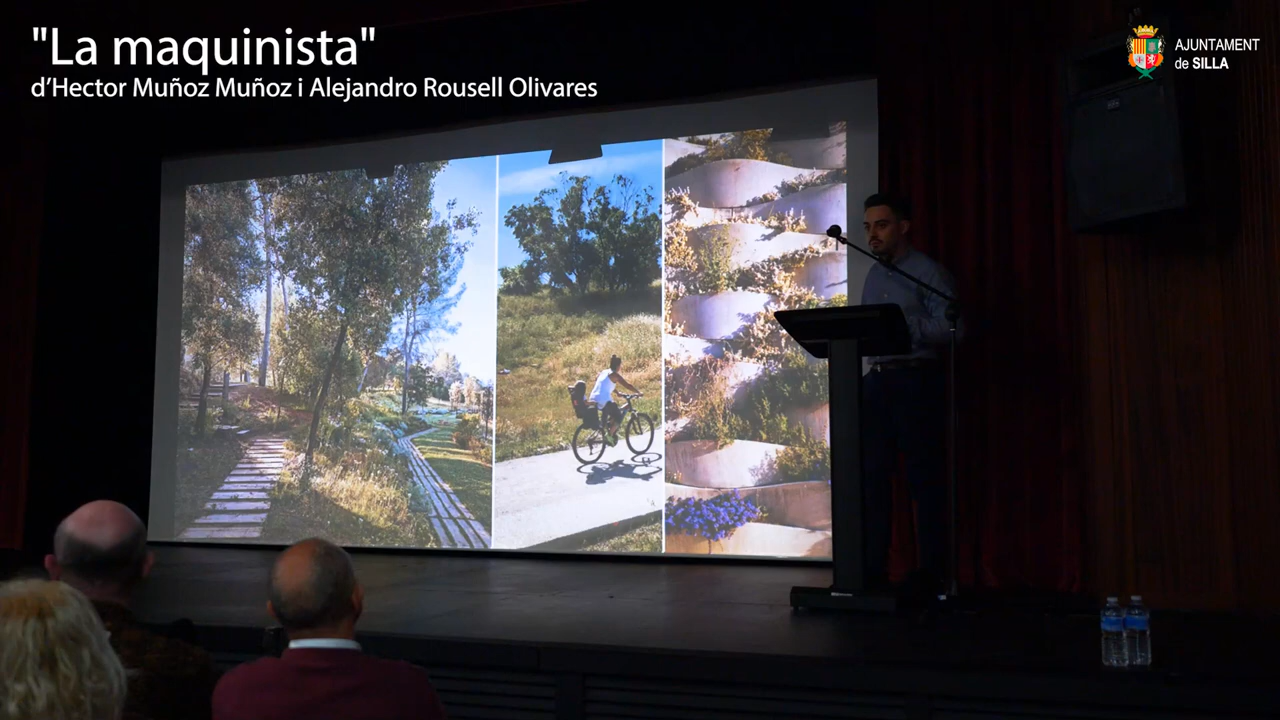 "La maquinista"
d’Hector Muñoz Muñoz i Alejandro Rousell Olivares
AJUNTAMENT
de SILLA